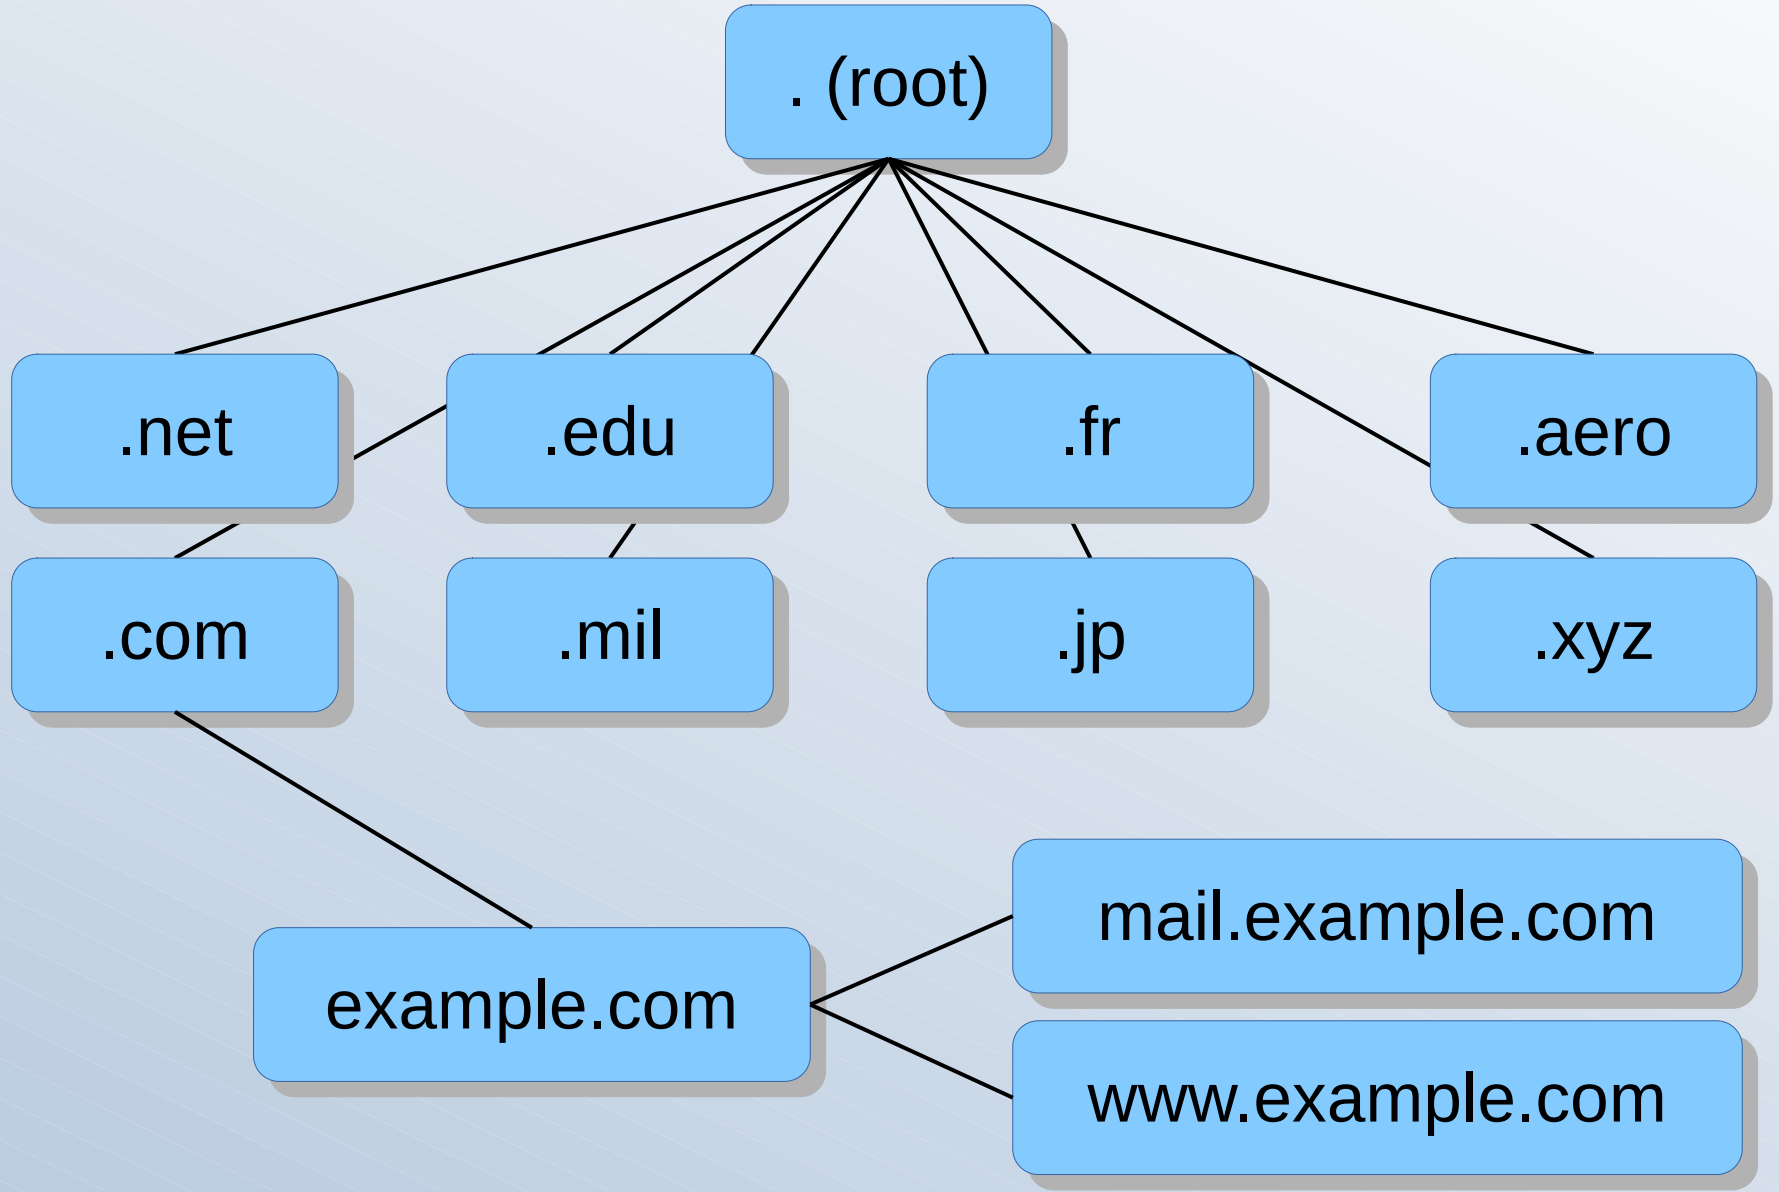 . (root)
.net
.edu
.fr
.aero
.com
.mil
.jp
.xyz
mail.example.com
example.com
www.example.com